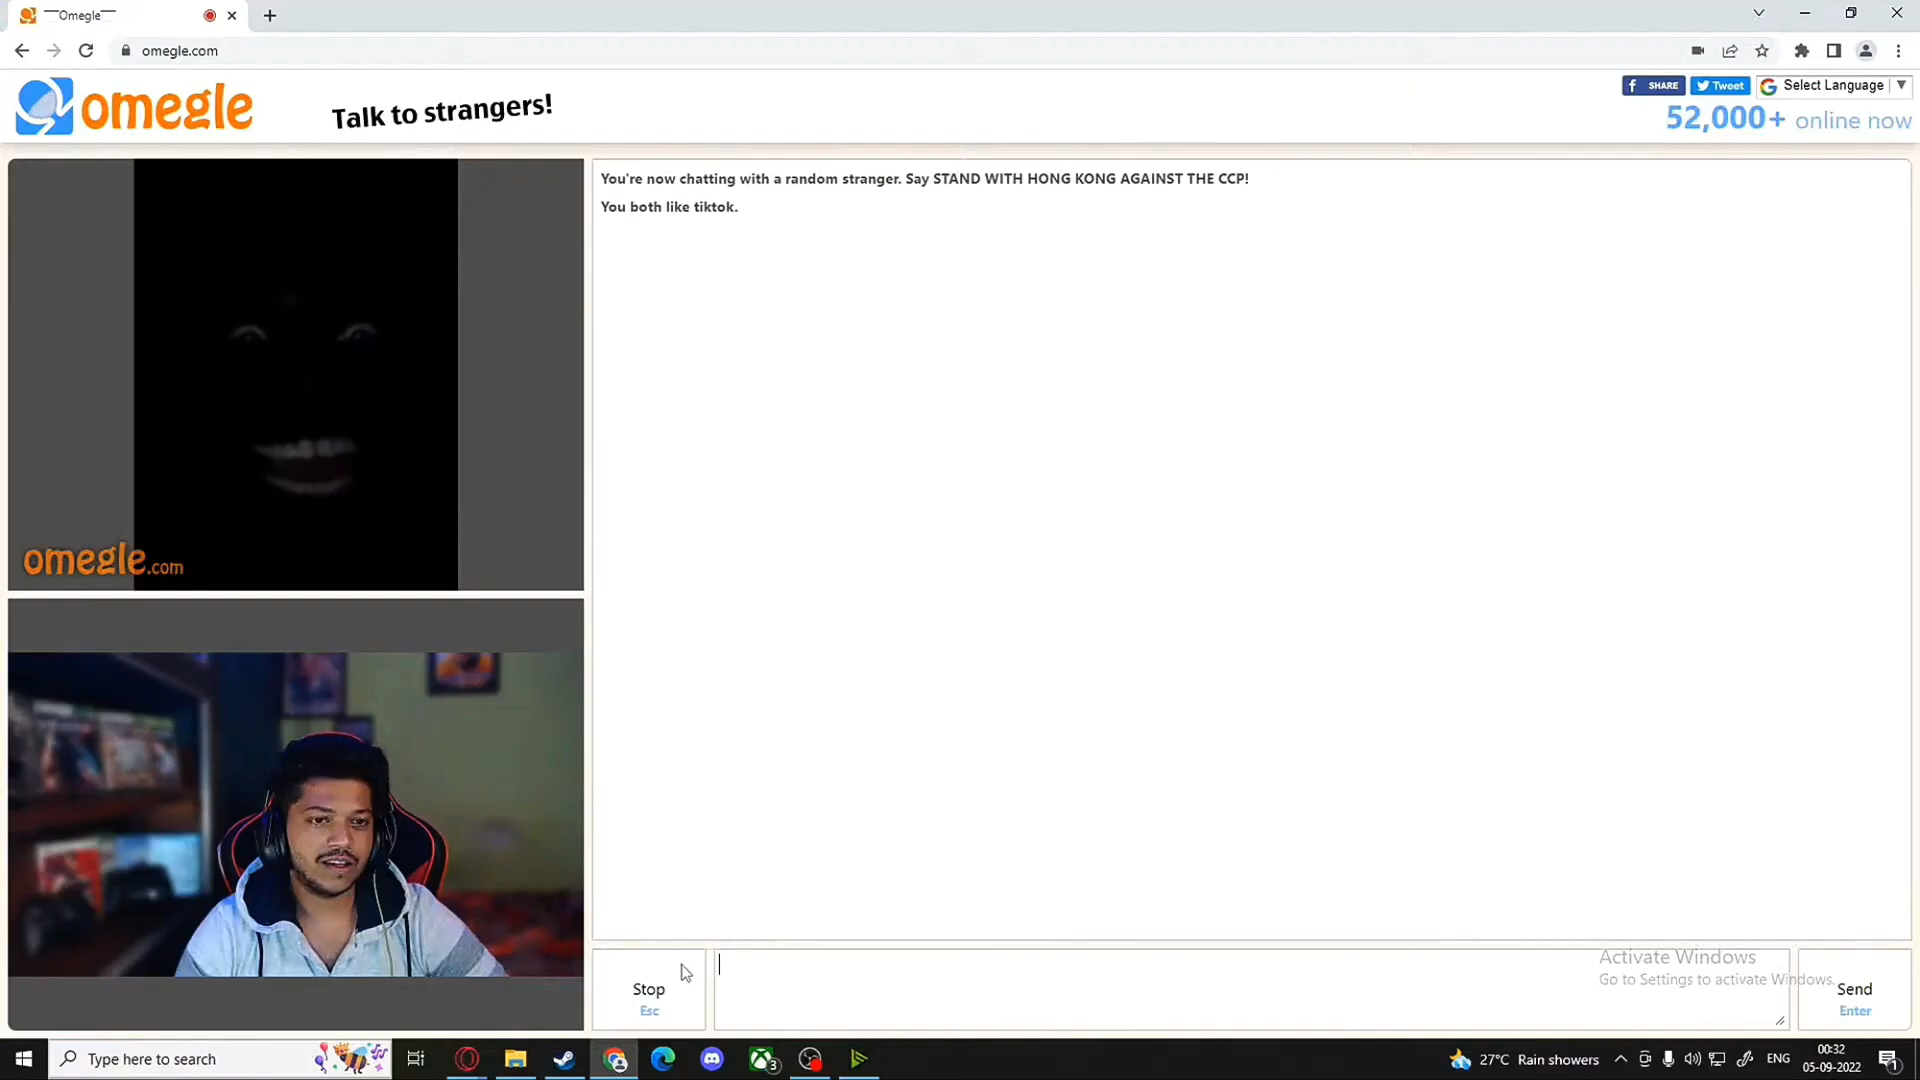 Omegle
omegle.com
omegle
Talk to strangers!
SHARE
Tweet
Select Language
52,000+ online now
You're now chatting with a random stranger. Say STAND WITH HONG KONG AGAINST THE CCP!
You both like tiktok.
omegle.com
Stop
Esc
Activate Windows
Go to Settings to activate Windows.
Send
Enter
Type here to search
3
27°C Rain showers
ENG
00:32
05-09-2022
1